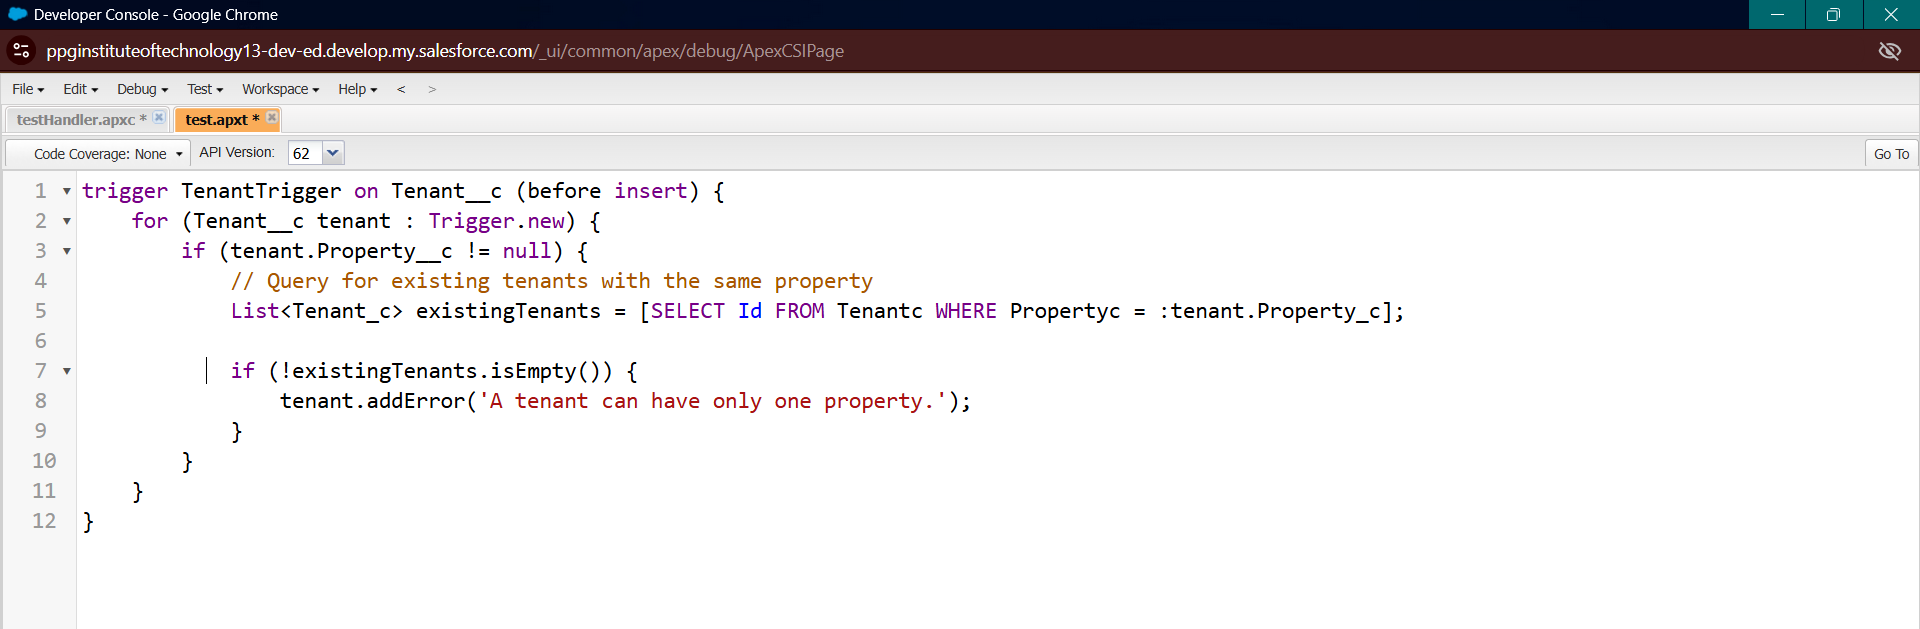 Developer Console - Google Chrome
ppginstituteoftechnology13-dev-ed.develop.my.salesforce.com/_ui/common/apex/debug/ApexCSIPage
File Edit Debug Test Workspace Help < >
testHandler.apxc * test.apxt *
Code Coverage: None API Version: 62 Go To
1 trigger TenantTrigger on Tenant__c (before insert) {
2 for (Tenant__c tenant : Trigger.new) {
3 if (tenant.Property__c != null) {
4 // Query for existing tenants with the same property
5 List<Tenant_c> existingTenants = [SELECT Id FROM Tenantc WHERE Propertyc = :tenant.Property_c];
6
7 if (!existingTenants.isEmpty()) {
8 tenant.addError('A tenant can have only one property.');
9 }
10 }
11 }
12 }